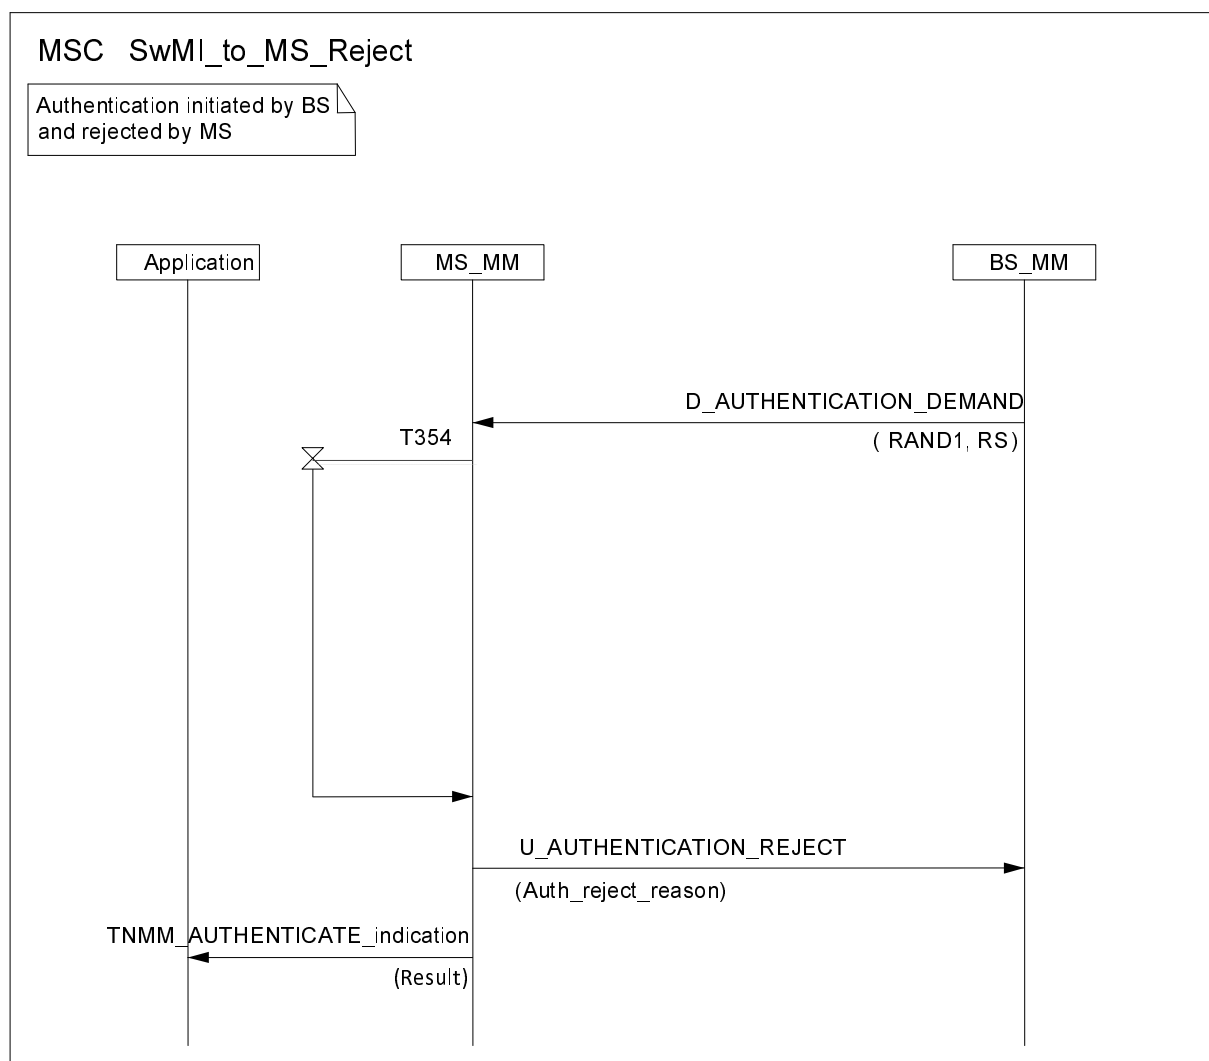 MSC SwMI_to_MS_Reject
Authentication initiated by BS
and rejected by MS
Application
MS_MM
BS_MM
D_AUTHENTICATION_DEMAND
( RAND1, RS)
T354
U_AUTHENTICATION_REJECT
(Auth_reject_reason)
TNMM_AUTHENTICATE_indication
(Result)